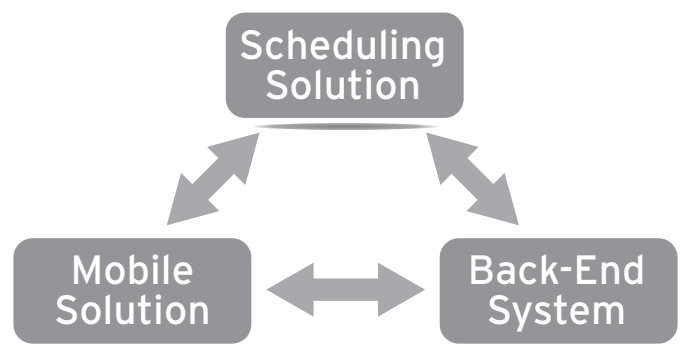 Scheduling
Solution
Mobile
Solution
Back-End
System